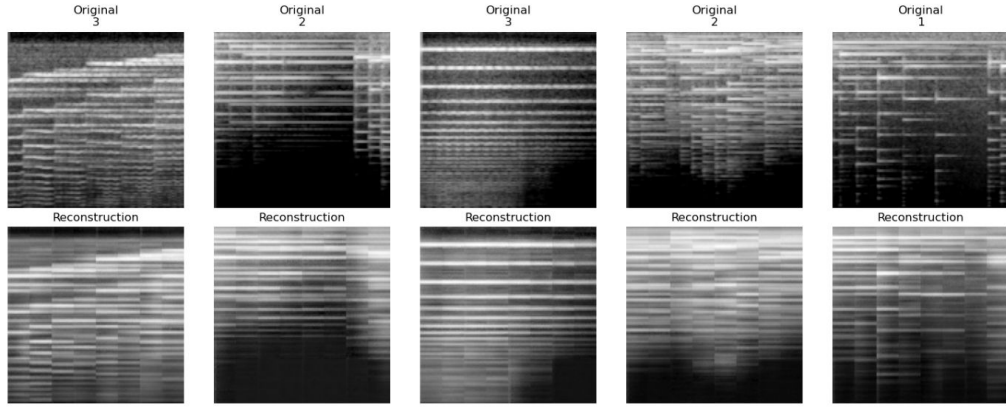 Original
3
Original
2
Original
3
Original
2
Original
1
Reconstruction
Reconstruction
Reconstruction
Reconstruction
Reconstruction